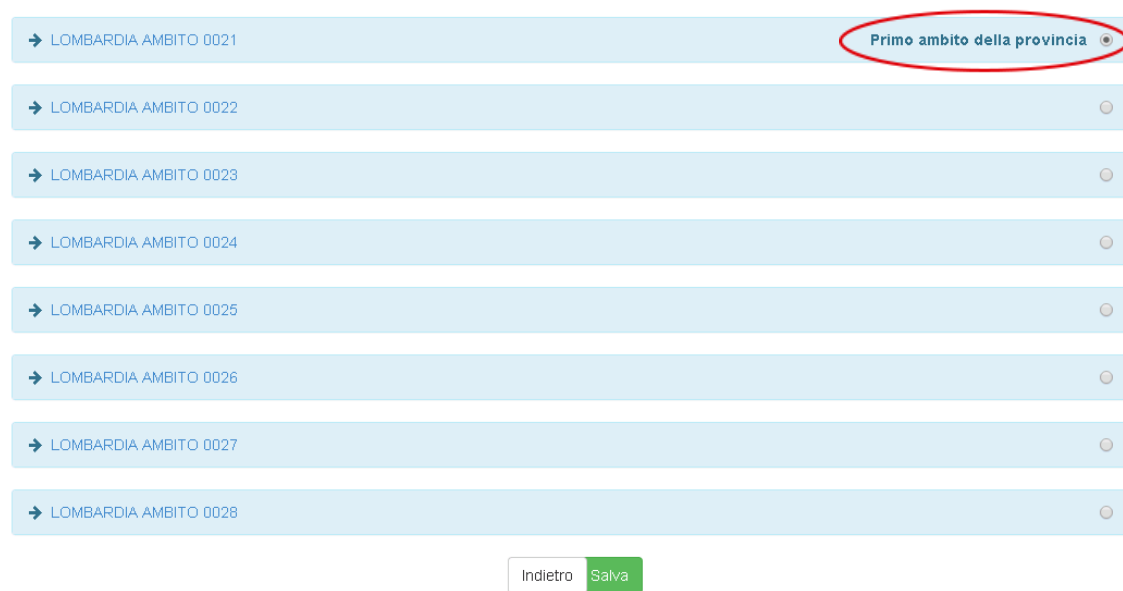 LOMBARDIA AMBITO 0021 Primo ambito della provincia
LOMBARDIA AMBITO 0022
LOMBARDIA AMBITO 0023
LOMBARDIA AMBITO 0024
LOMBARDIA AMBITO 0025
LOMBARDIA AMBITO 0026
LOMBARDIA AMBITO 0027
LOMBARDIA AMBITO 0028
Indietro Salva